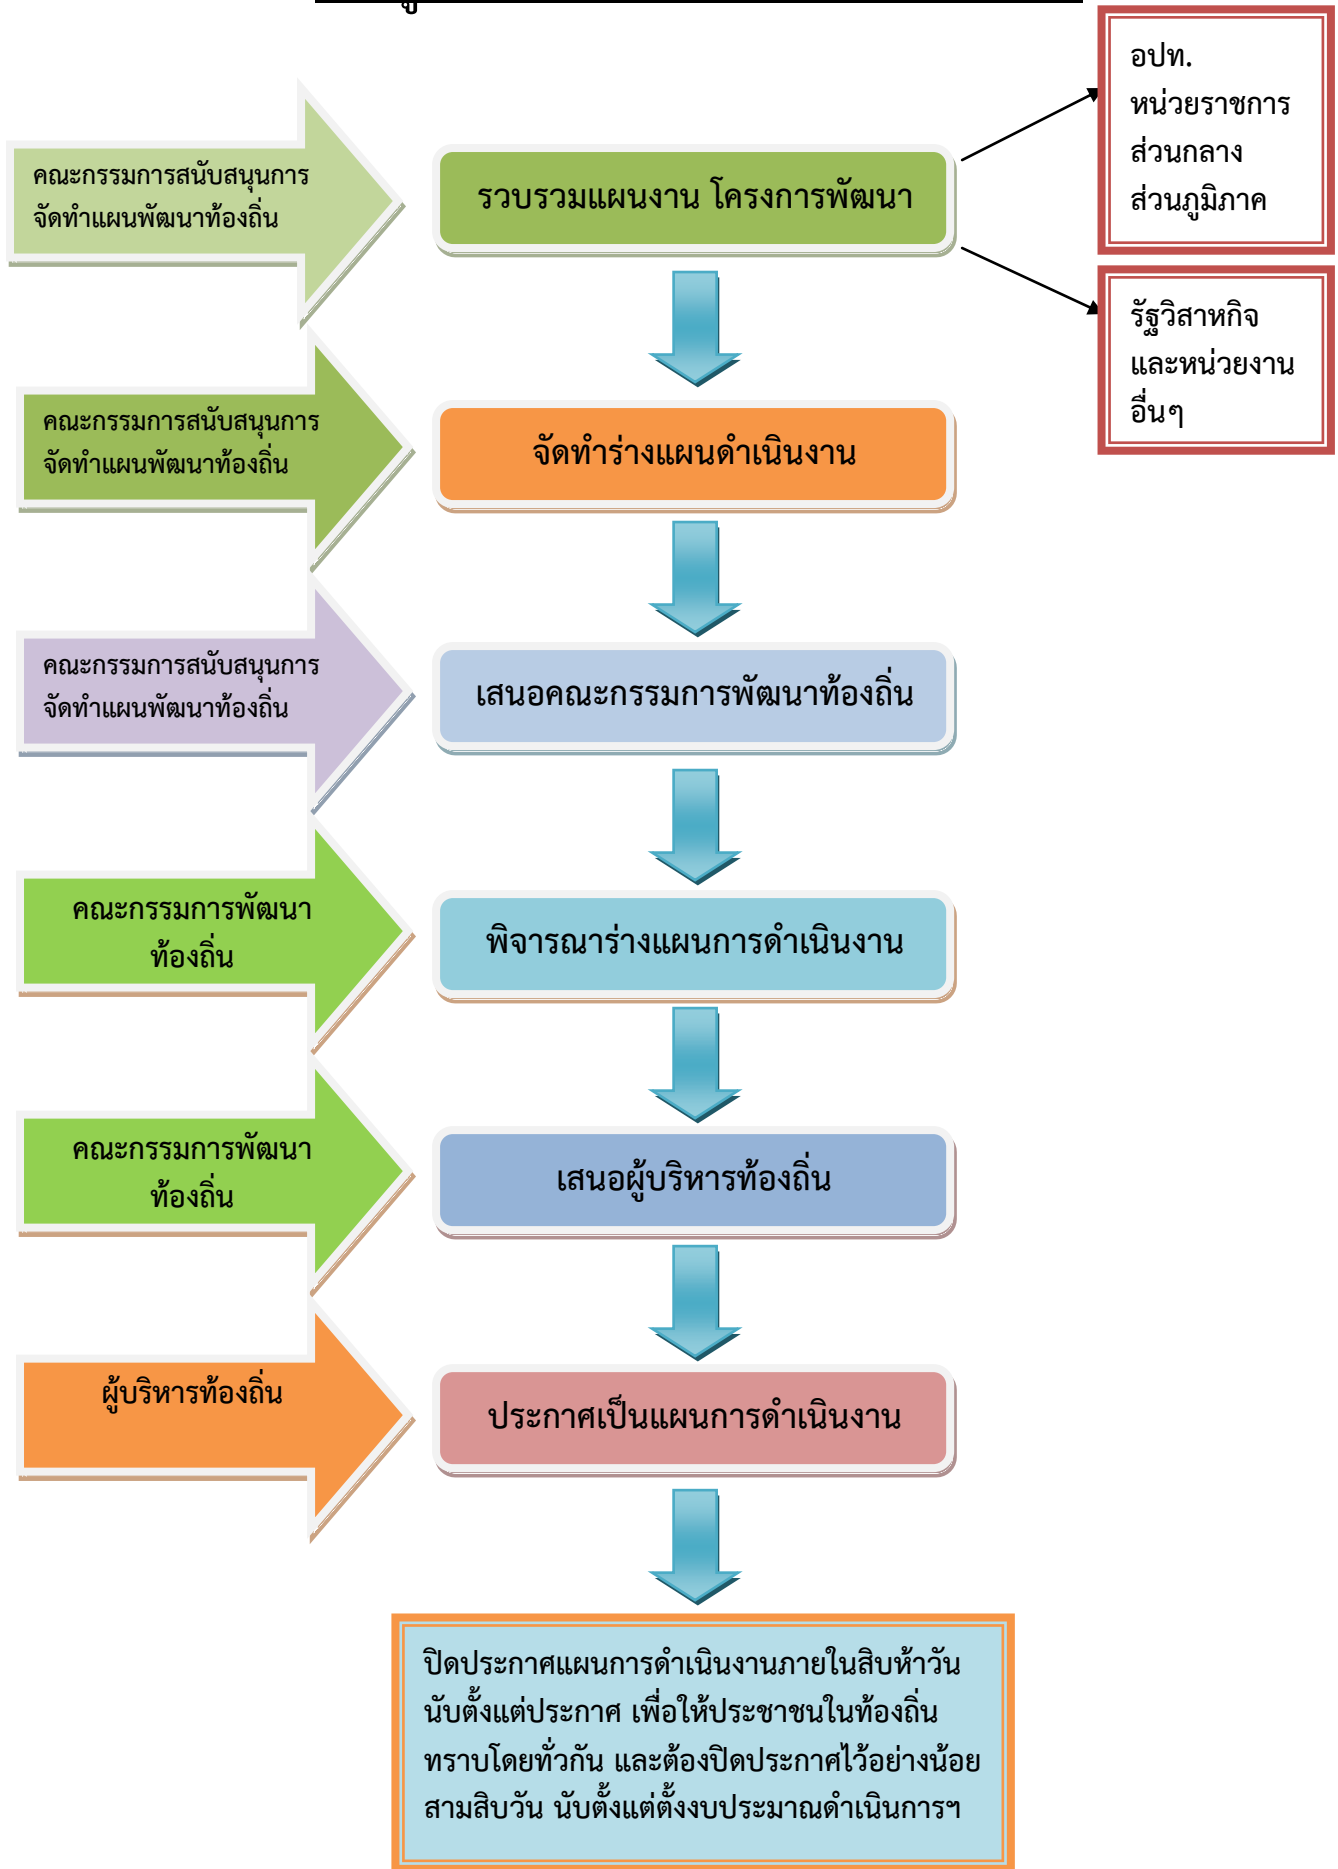 อปท.
หน่วยราชการ
ส่วนกลาง
ส่วนภูมิภาค
คณะกรรมการสนับสนุนการ
จัดทำแผนพัฒนาท้องถิ่น
รวบรวมแผนงาน โครงการพัฒนา
รัฐวิสาหกิจ
และหน่วยงาน
อื่นๆ
คณะกรรมการสนับสนุนการ
จัดทำแผนพัฒนาท้องถิ่น
จัดทำร่างแผนดำเนินงาน
คณะกรรมการสนับสนุนการ
จัดทำแผนพัฒนาท้องถิ่น
เสนอคณะกรรมการพัฒนาท้องถิ่น
คณะกรรมการพัฒนา
ท้องถิ่น
พิจารณาร่างแผนการดำเนินงาน
คณะกรรมการพัฒนา
ท้องถิ่น
เสนอผู้บริหารท้องถิ่น
ผู้บริหารท้องถิ่น
ประกาศเป็นแผนการดำเนินงาน
ปิดประกาศแผนการดำเนินงานภายในสิบห้าวัน
นับตั้งแต่ประกาศ เพื่อให้ประชาชนในท้องถิ่น
ทราบโดยทั่วกัน และต้องปิดประกาศไว้อย่างน้อย
สามสิบวัน นับตั้งแต่ตั้งงบประมาณดำเนินการฯ